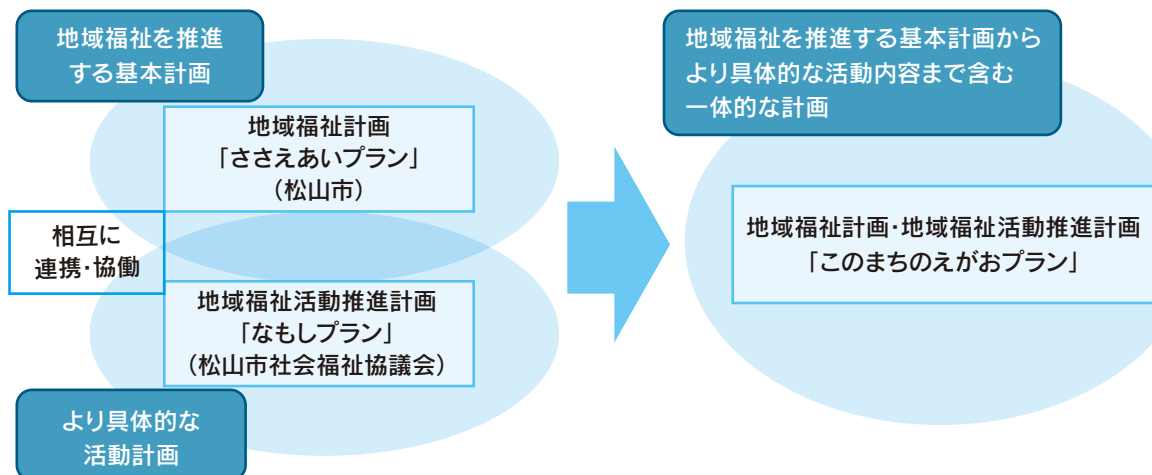 地域福祉を推進
する基本計画
地域福祉計画
「ささえあいプラン」
（松山市）
相互に
連携・協働
地域福祉活動推進計画
「なもしプラン」
（松山市社会福祉協議会）
より具体的な
活動計画
地域福祉を推進する基本計画から
より具体的な活動内容まで含む
一体的な計画
地域福祉計画・地域福祉活動推進計画
「このまちのえがおプラン」